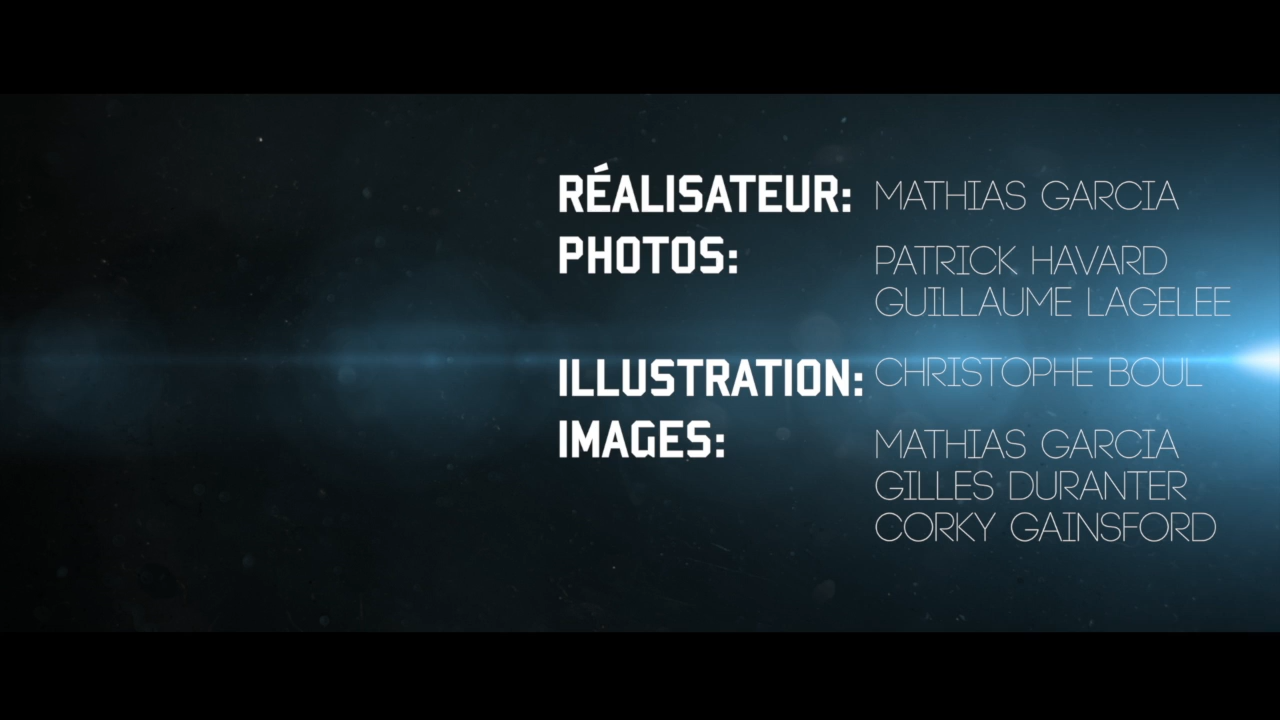 RÉALISATEUR: MATHIAS GARCIA
PHOTOS: PATRICK HAVARD
GUILLAUME LAGELEE
ILLUSTRATION: CHRISTOPHE BOUL
IMAGES: MATHIAS GARCIA
GILLES DURANTER
CORKY GAINSFORD